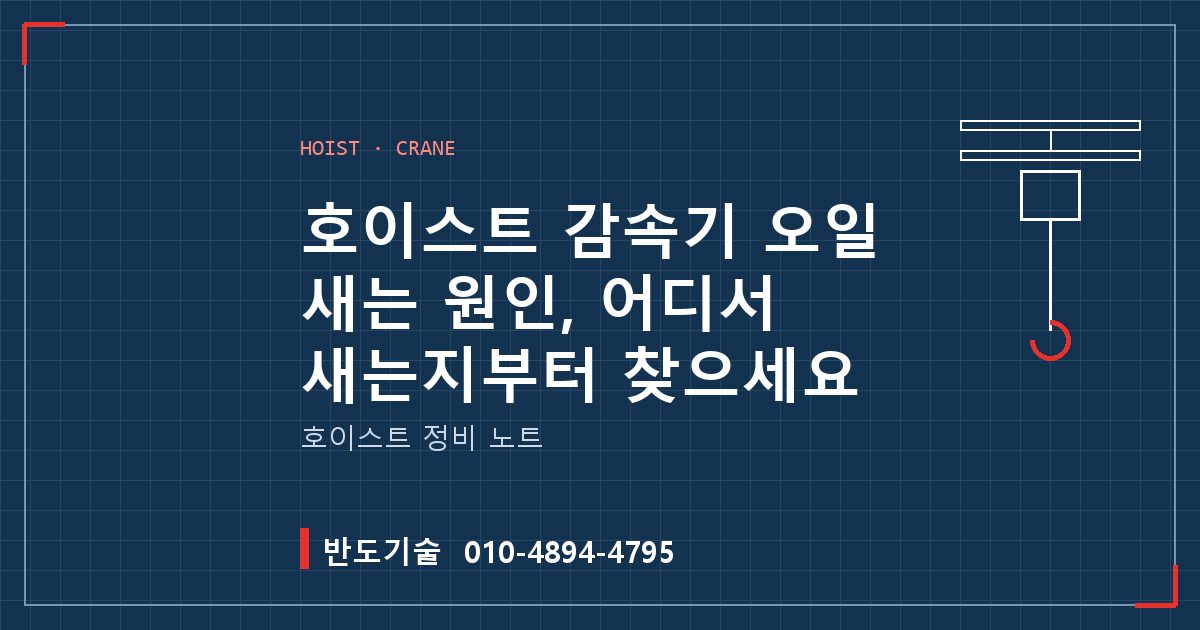 HOIST · CRANE
호이스트 감속기 오일
새는 원인, 어디서
새는지부터 찾으세요
호이스트 정비 노트
반도기술 010-4894-4795